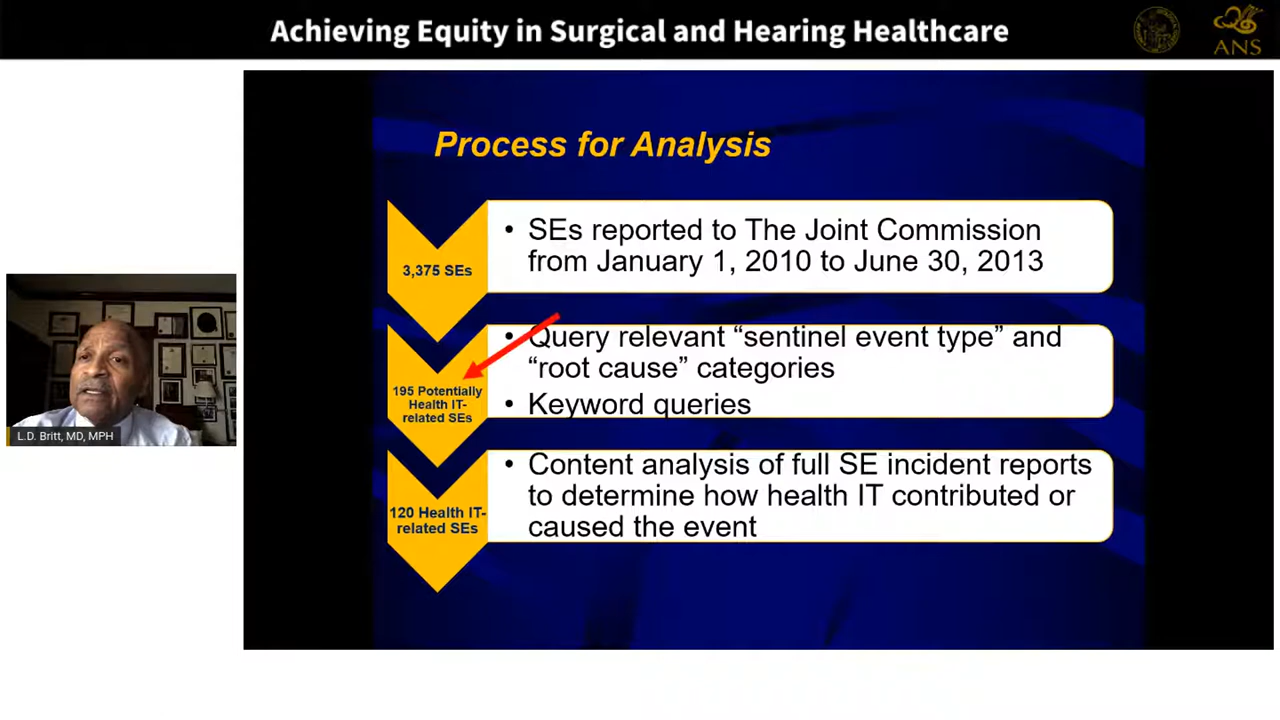 Achieving Equity in Surgical and Hearing Healthcare
ANS
Process for Analysis
3,375 SEs
• SEs reported to The Joint Commission
from January 1, 2010 to June 30, 2013
195 Potentially
Health IT-
related SEs
• Query relevant “sentinel event type” and
“root cause” categories
• Keyword queries
120 Health IT-
related SEs
• Content analysis of full SE incident reports
to determine how health IT contributed or
caused the event
L.D. Britt, MD, MPH